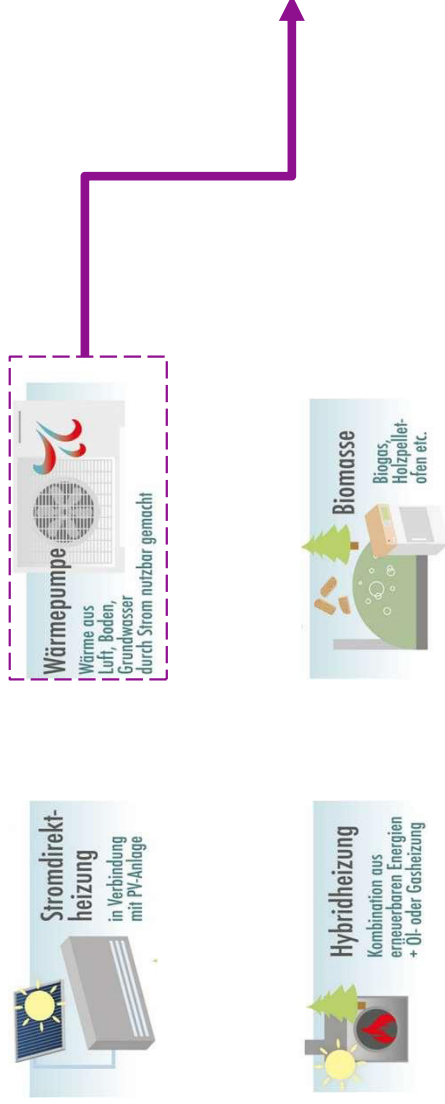 Stromdirekt-
heizung
in Verbindung
mit PV-Anlage
Wärmepumpe
Wärme aus
Luft, Boden,
Grundwasser
durch Strom nutzbar gemacht
Hybridheizung
Kombination aus
erneuerbaren Energien
+ Öl- oder Gasheizung
Biomasse
Biogas,
Holzpellet-
ofen etc.